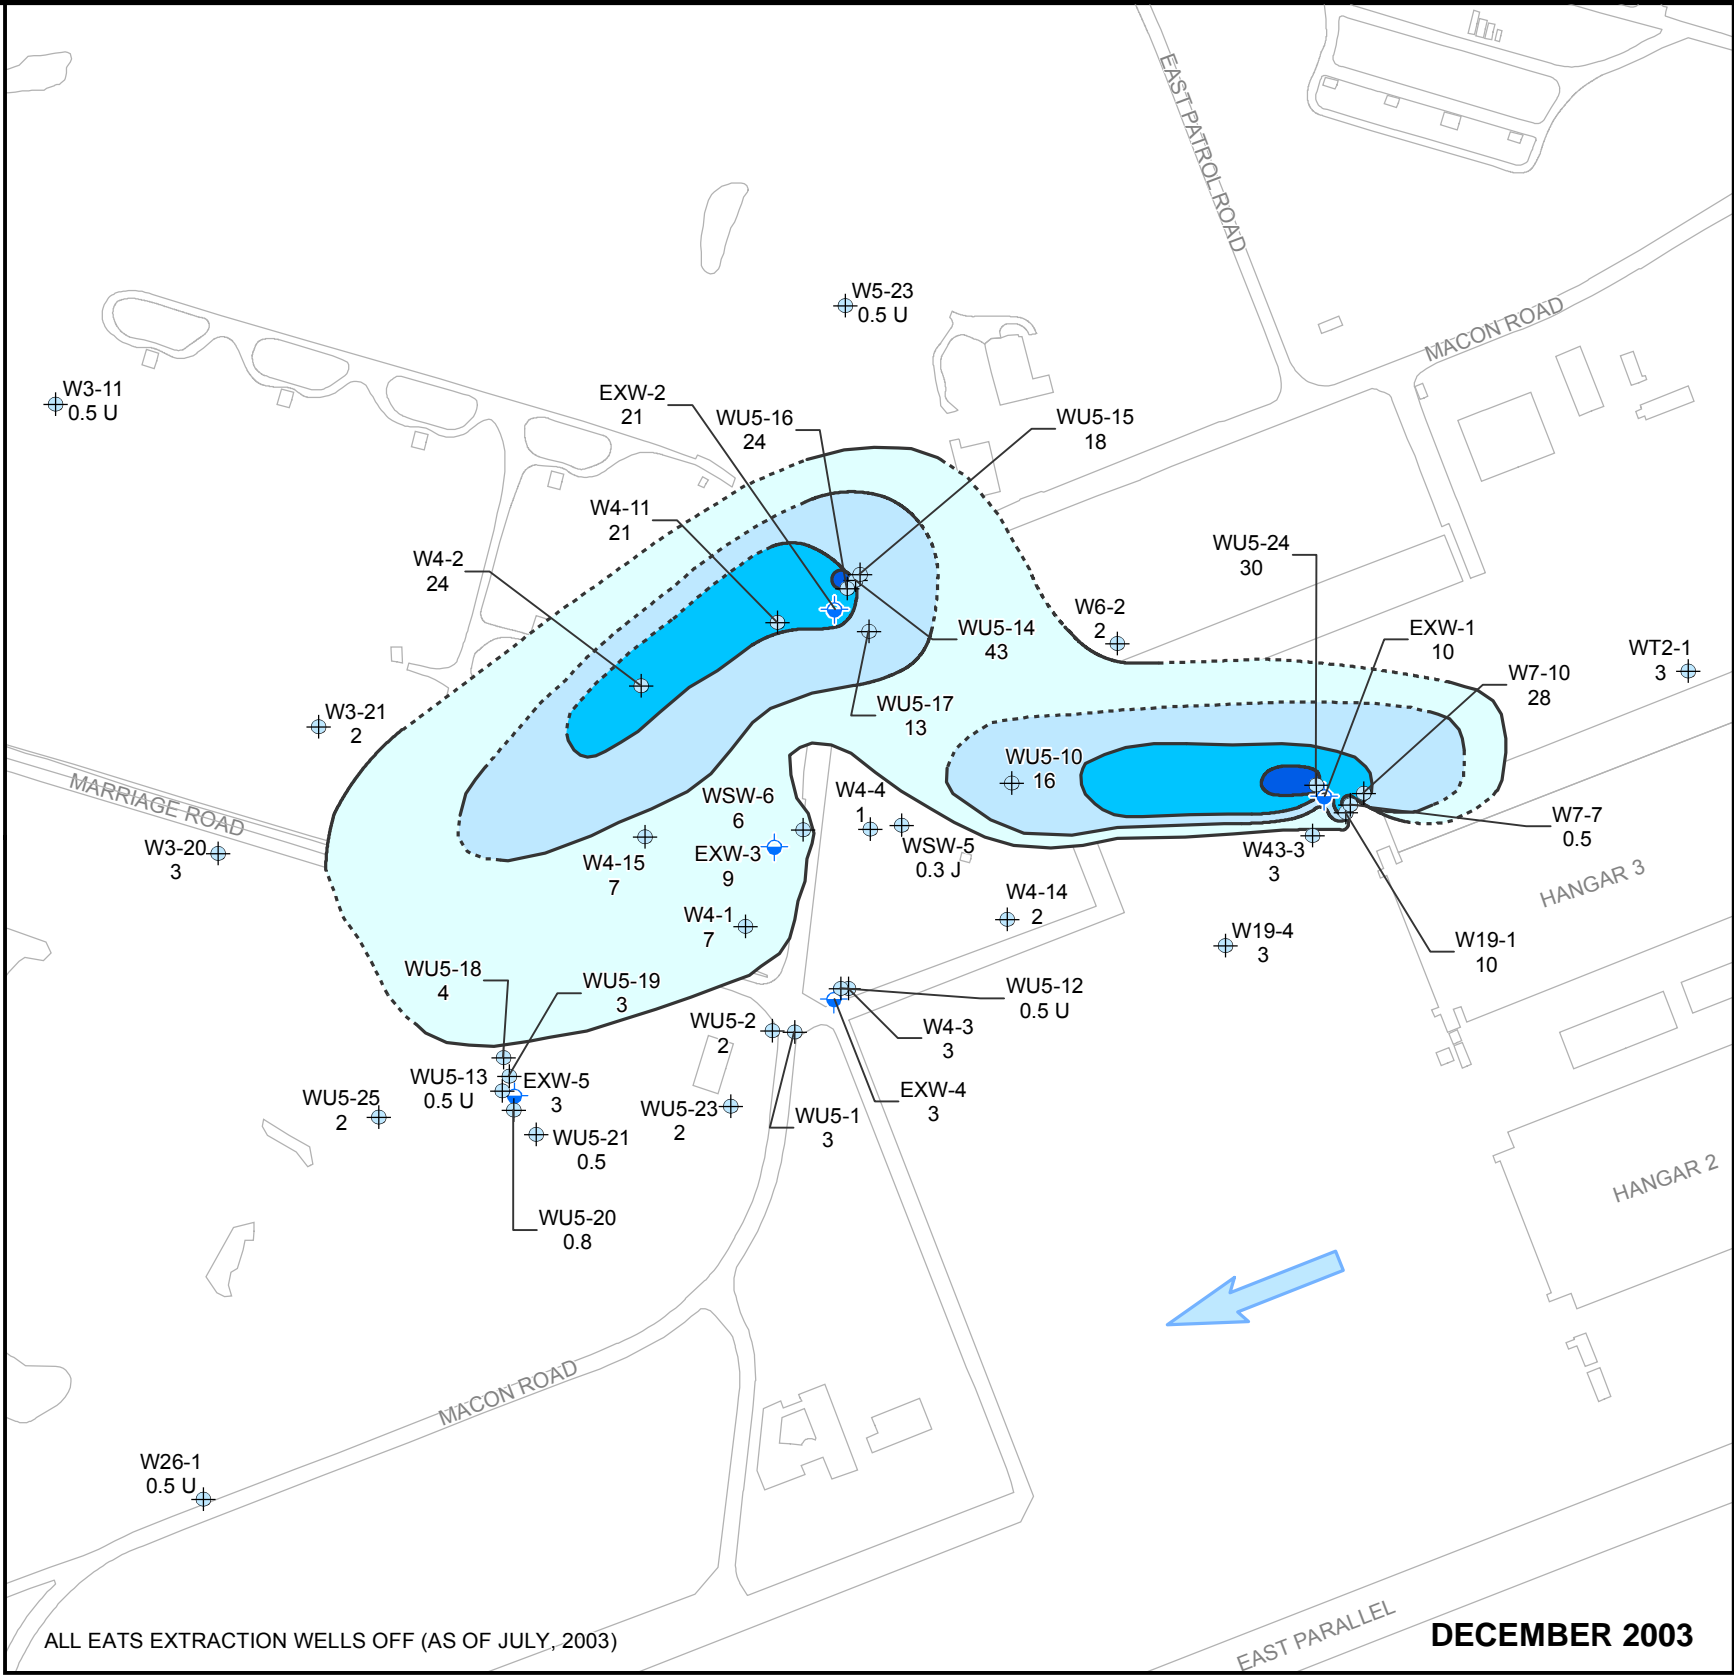 EAST PATROL ROAD
W5-23
0.5 U
MACON ROAD
W3-11
0.5 U
EXW-2
21
WU5-16
24
WU5-15
18
W4-11
21
W4-2
24
WU5-24
30
W6-2
2
WU5-14
43
EXW-1
10
WT2-1
3
W7-10
28
W3-21
2
WU5-17
13
WU5-10
16
MARRIAGE ROAD
WSW-6
6
W4-4
1
W7-7
0.5
W3-20
3
W4-15
7
EXW-3
9
WSW-5
0.3 J
W43-3
3
HANGAR 3
W4-1
7
W4-14
2
W19-4
3
W19-1
10
WU5-18
4
WU5-19
3
WU5-12
0.5 U
WU5-2
2
W4-3
3
WU5-13
0.5 U
EXW-5
3
EXW-4
3
WU5-25
2
WU5-23
2
WU5-1
3
WU5-21
0.5
HANGAR 2
WU5-20
0.8
MACON ROAD
W26-1
0.5 U
EAST PARALLEL
ALL EATS EXTRACTION WELLS OFF (AS OF JULY, 2003)
DECEMBER 2003